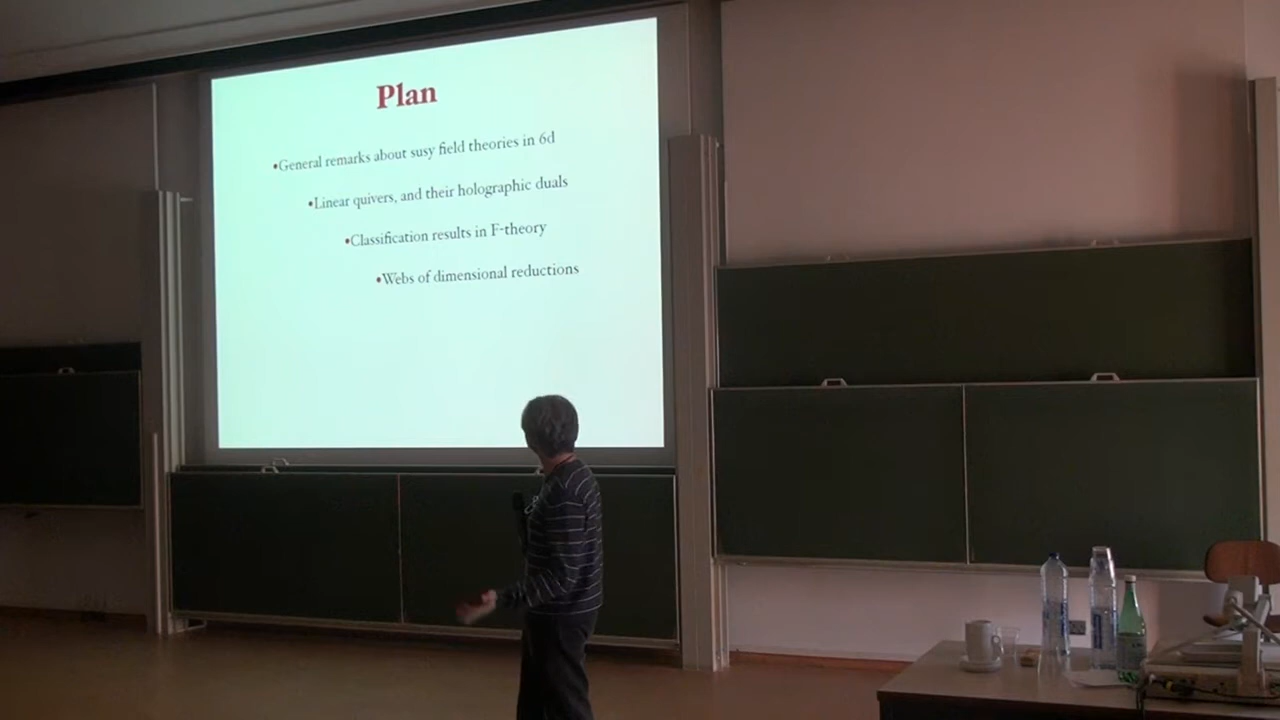 Plan
•General remarks about susy field theories in 6d
•Linear quivers, and their holographic duals
•Classification results in F-theory
•Webs of dimensional reductions